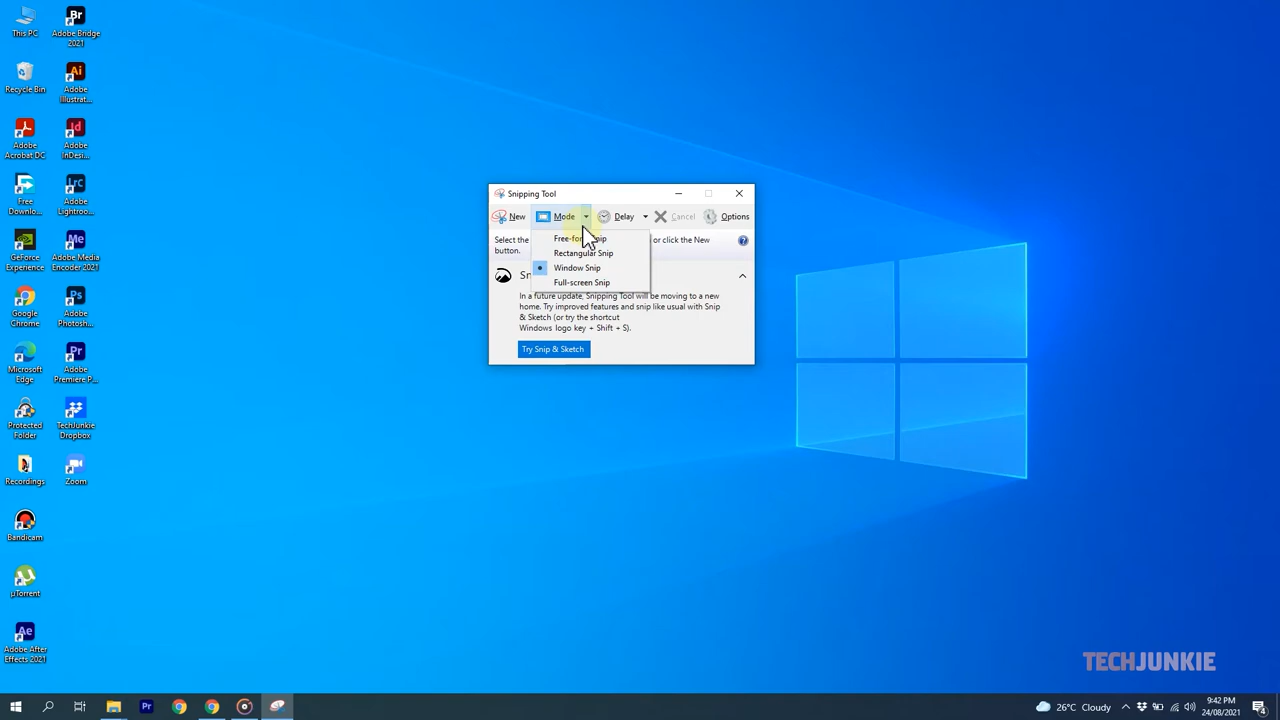 This PC
Adobe Bridge
2021
Recycle Bin
Adobe
Illustrat...
Adobe
Acrobat DC
Adobe
InDesi...
Free
Downlo...
Adobe
Lightroo...
GeForce
Experience
Adobe Media
Encoder 2021
Google
Chrome
Adobe
Photosh...
Microsoft
Edge
Adobe
Premiere P...
Protected
Folder
TechJunkie
Dropbox
Recordings
Zoom
Bandicam
µTorrent
Adobe After
Effects 2021
Snipping Tool
New Mode Delay Cancel Options
Select the or click the New
button.
Snip
Rectangular Snip
Window Snip
Full-screen Snip
In a future update, Snipping Tool will be moving to a new
home. Try improved features and snip like usual with Snip
& Sketch (or try the shortcut
Windows logo key + Shift + S).
Try Snip & Sketch
TECHJUNKIE
26°C Cloudy
9:42 PM
24/08/2021
4